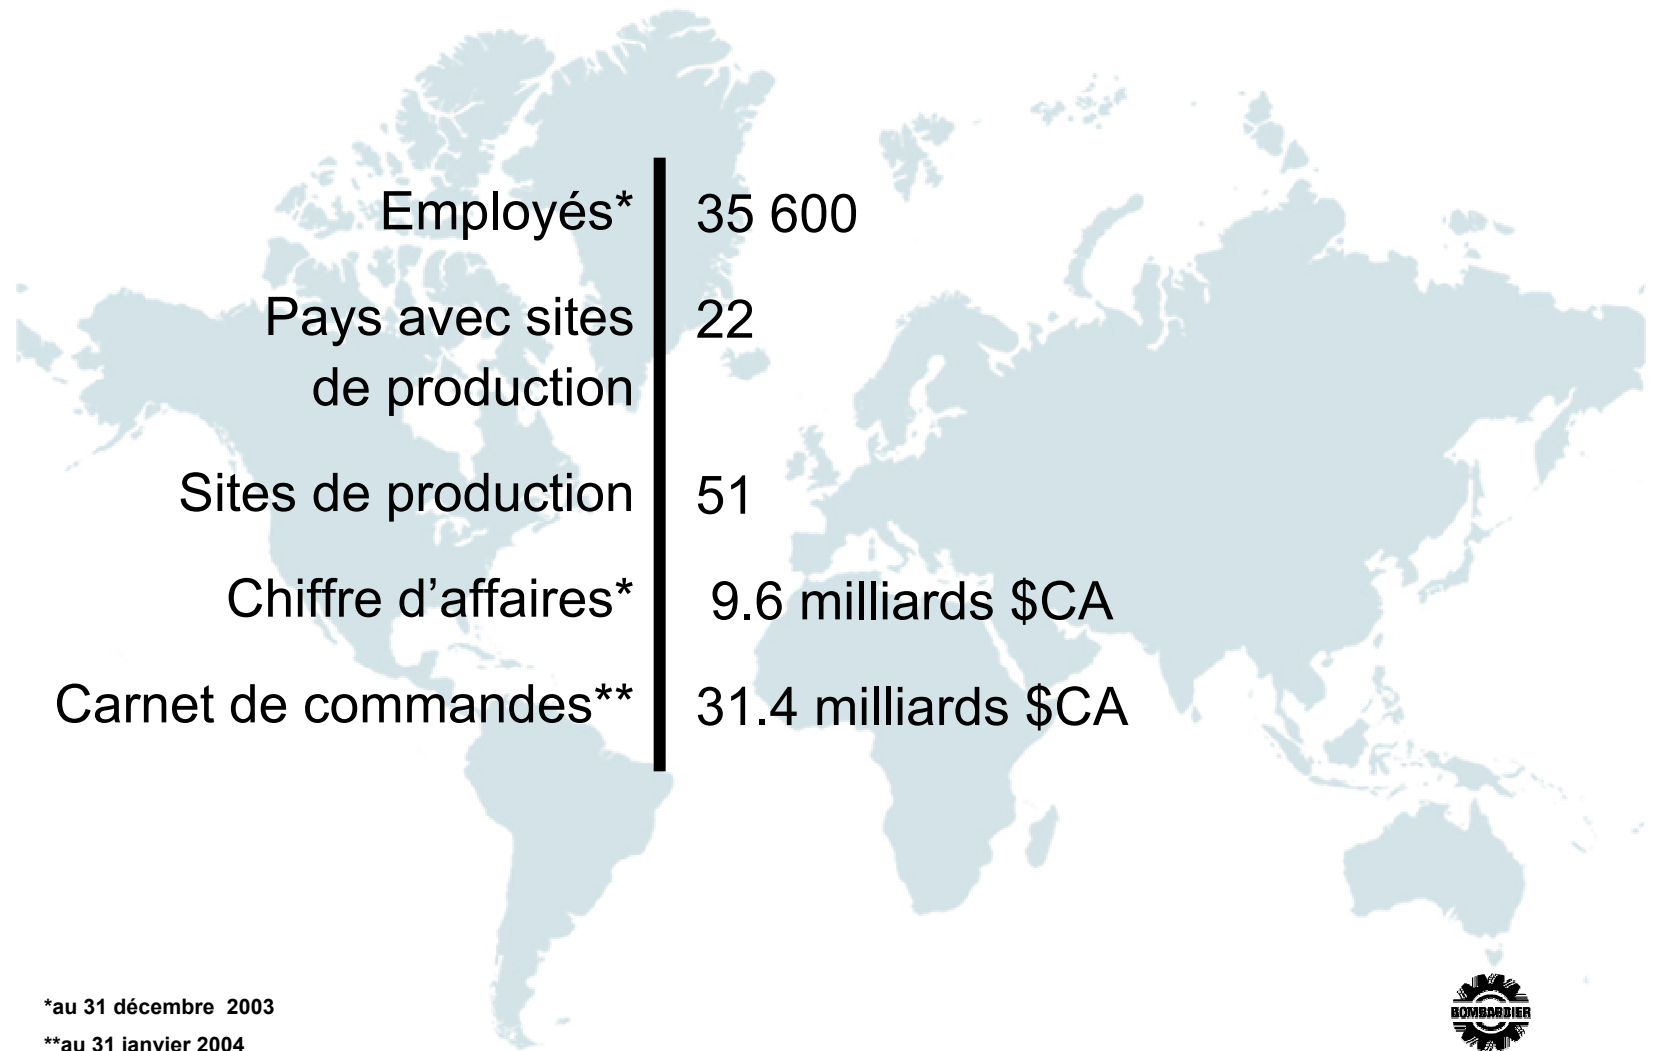 Employés* 35 600
Pays avec sites 22
de production
Sites de production 51
Chiffre d’affaires* 9.6 milliards $CA
Carnet de commandes** 31.4 milliards $CA
*au 31 décembre 2003
**au 31 janvier 2004
BOMBARDIER